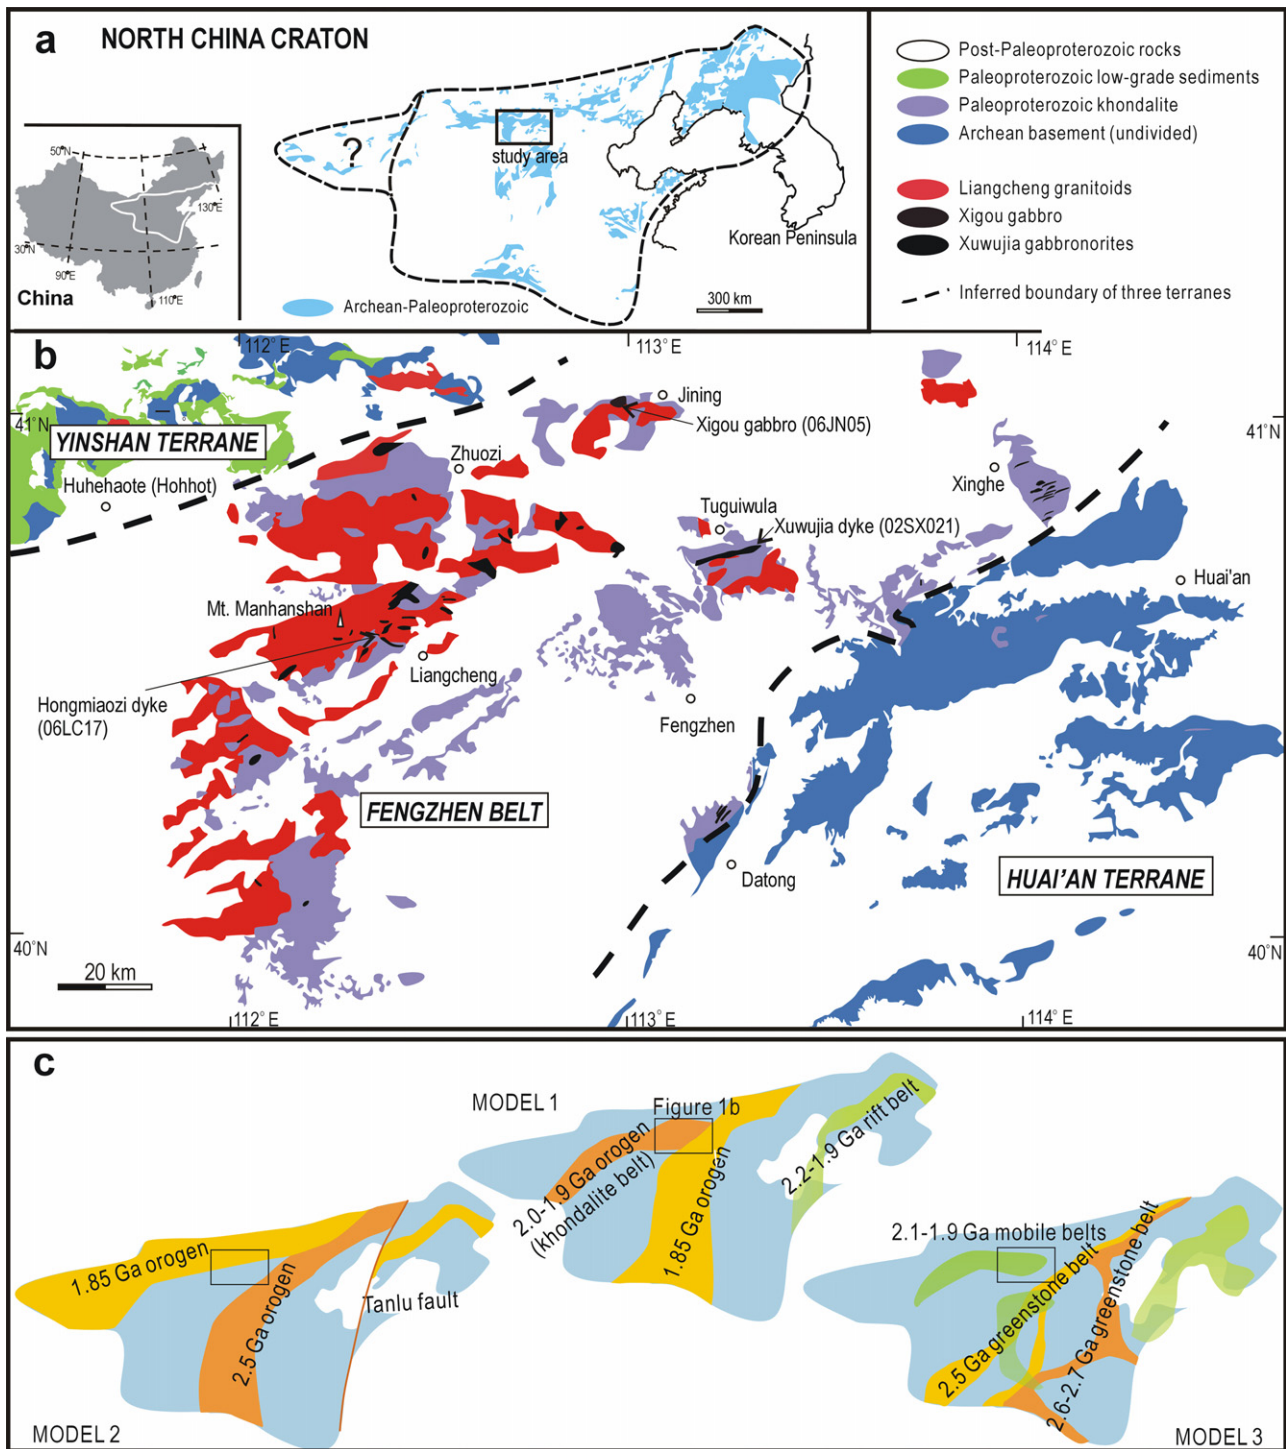 a
NORTH CHINA CRATON
50°N
130°E
30°N
90°E
110°E
China
?
study area
Korean Peninsula
Archean-Paleoproterozoic
300 km
Post-Paleoproterozoic rocks
Paleoproterozoic low-grade sediments
Paleoproterozoic khondalite
Archean basement (undivided)
Liangcheng granitoids
Xigou gabbro
Xuwujia gabbronorites
Inferred boundary of three terranes
b
112°E
113°E
114°E
41°N
41°N
YINSHAN TERRANE
Huhehaote (Hohhot)
Zhuozi
Jining
Xigou gabbro (06JN05)
Xinghe
Tuguiwula
Xuwujia dyke (02SX021)
Huai'an
Mt. Manhanshan
Liangcheng
Hongmiaozi dyke
(06LC17)
Fengzhen
FENGZHEN BELT
Datong
HUAI'AN TERRANE
40°N
40°N
20 km
112°E
113°E
114°E
c
MODEL 1
Figure 1b
2.0-1.9 Ga orogen
(khondalite belt)
1.85 Ga orogen
2.2-1.9 Ga rift belt
1.85 Ga orogen
2.5 Ga orogen
Tanlu fault
MODEL 2
2.1-1.9 Ga mobile belts
2.5 Ga greenstone belt
2.6-2.7 Ga greenstone belt
MODEL 3